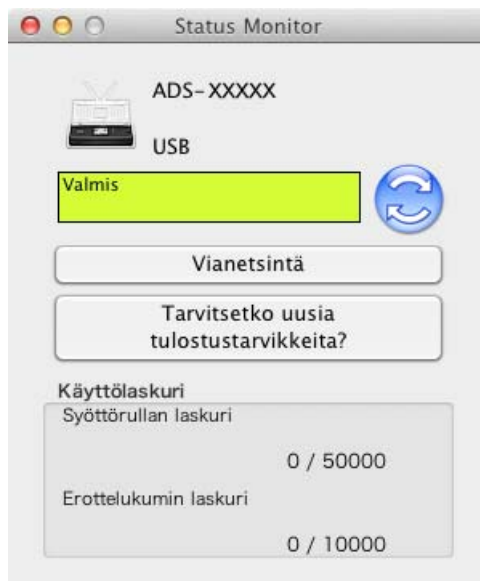 Status Monitor
ADS-XXXXX
USB
Valmis
Vianetsintä
Tarvitsetko uusia
tulostustarvikkeita?
Käyttölaskuri
Syöttörullan laskuri
0 / 50000
Erottelukumin laskuri
0 / 10000